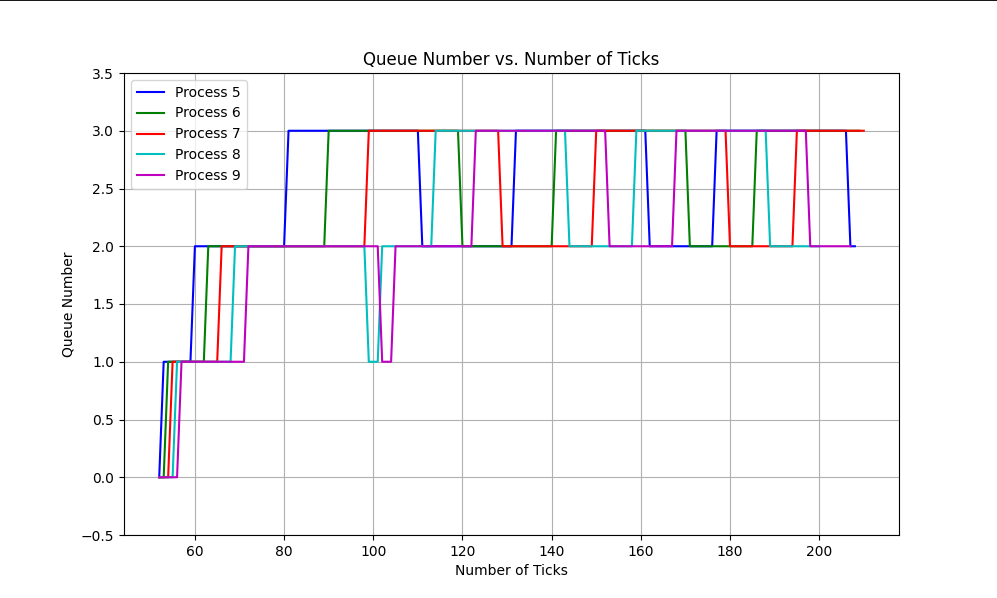 Queue Number vs. Number of Ticks
3.5
3.0
2.5
2.0
1.5
1.0
0.5
0.0
−0.5
Queue Number
Process 5
Process 6
Process 7
Process 8
Process 9
60 80 100 120 140 160 180 200
Number of Ticks